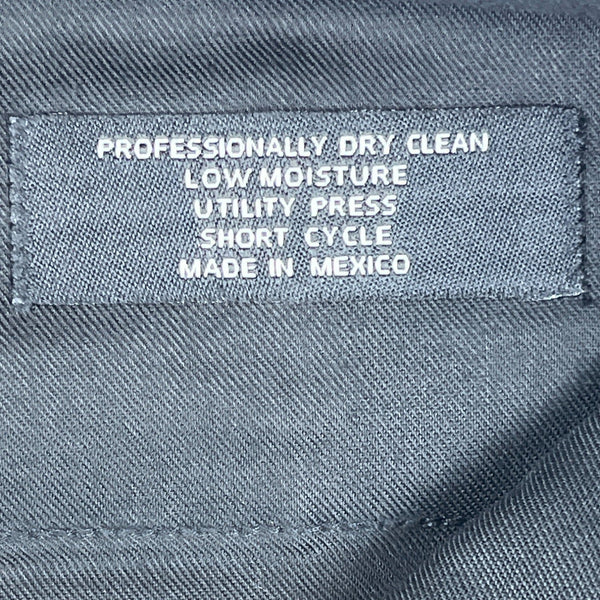 PROFESSIONALLY DRY CLEAN
LOW MOISTURE
UTILITY PRESS
SHORT CYCLE
MADE IN MEXICO